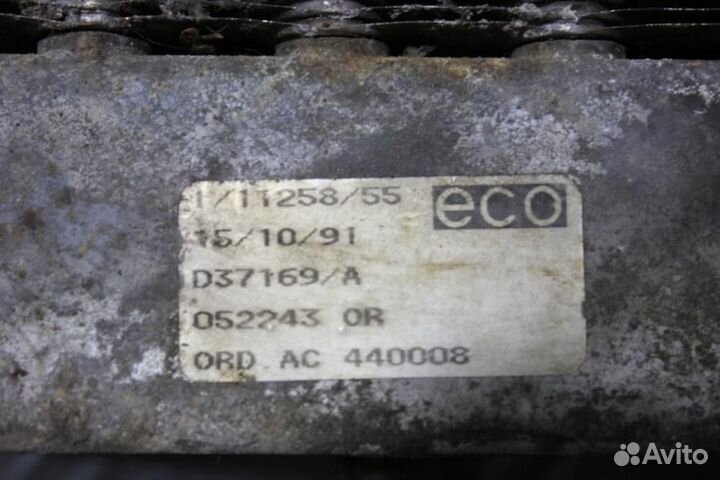 1/11258/55 eco
15/10/91
D37169/A
052243 OR
ORD AC 440008
Avito